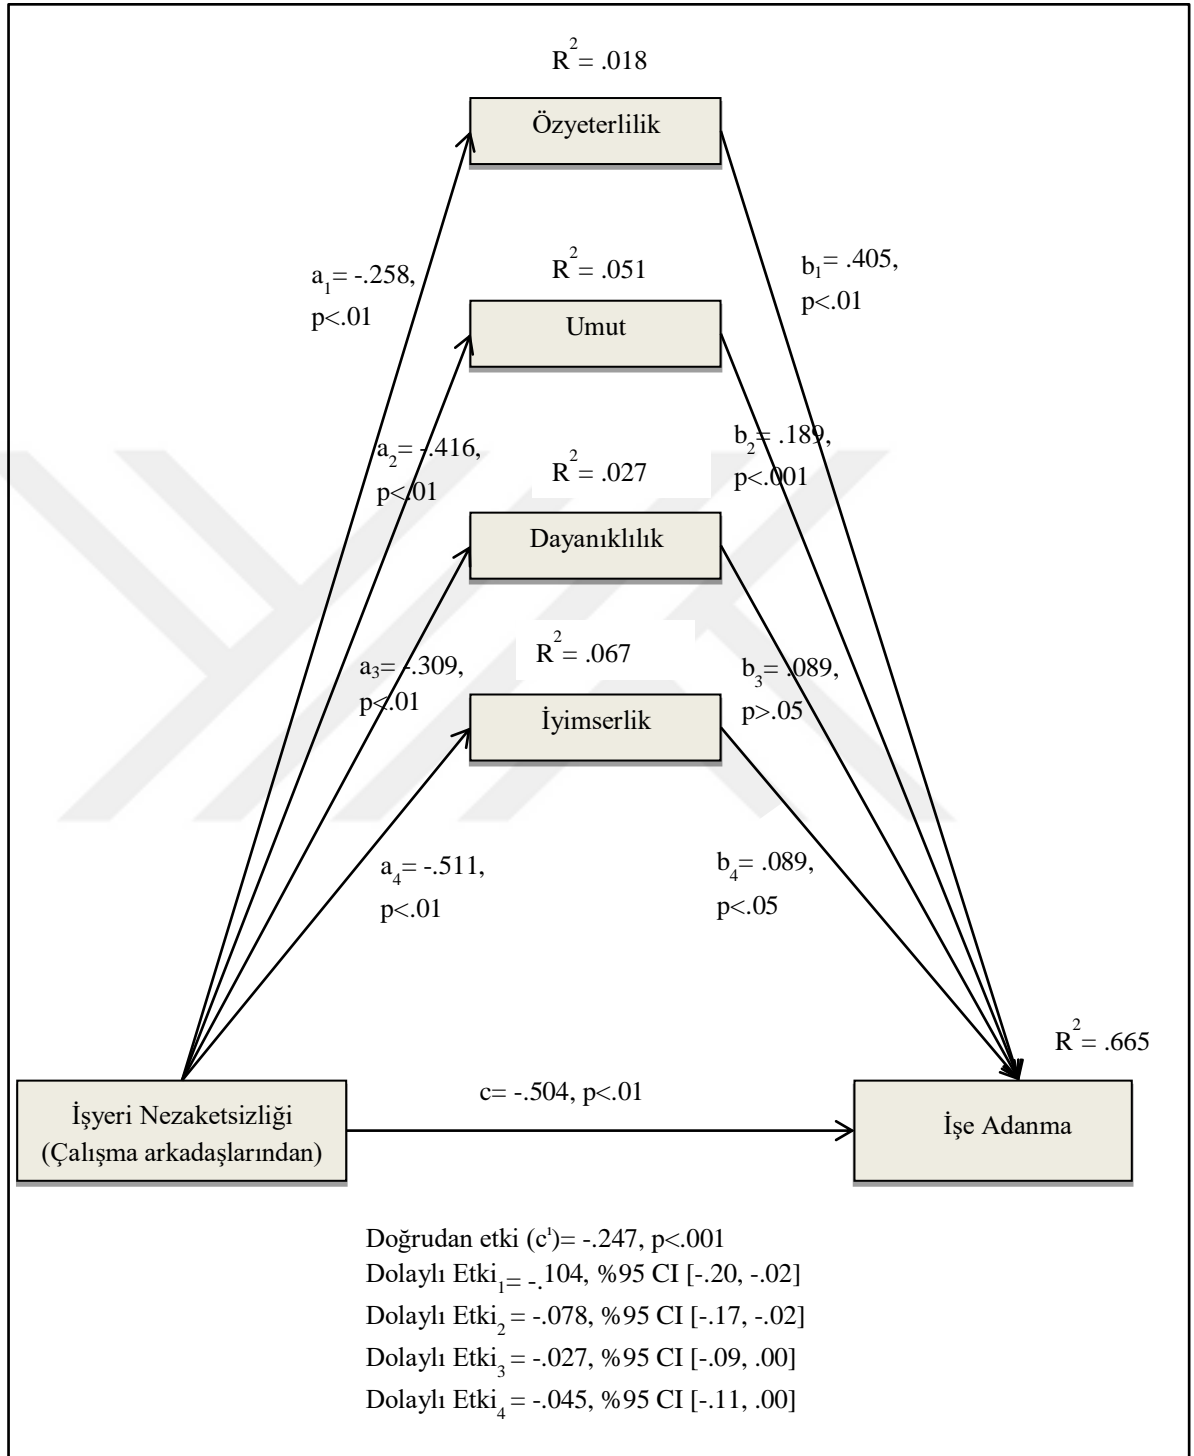 R²= .018
Özyeterlilik
a₁= -.258,
p<.01
b₁= .405,
p<.01
R²= .051
Umut
a₂= -.416,
p<.01
b₂= .189,
p<.001
R²= .027
Dayanıklılık
a₃= -.309,
p<.01
b₃= .089,
p>.05
R²= .067
İyimserlik
a₄= -.511,
p<.01
b₄= .089,
p<.05
R²= .665
İşyeri Nezaketsizliği
(Çalışma arkadaşlarından)
c= -.504, p<.01
İşe Adanma
Doğrudan etki (c¹)= -.247, p<.001
Dolaylı Etki₁= -.104, %95 CI [-.20, -.02]
Dolaylı Etki₂ = -.078, %95 CI [-.17, -.02]
Dolaylı Etki₃ = -.027, %95 CI [-.09, .00]
Dolaylı Etki₄ = -.045, %95 CI [-.11, .00]